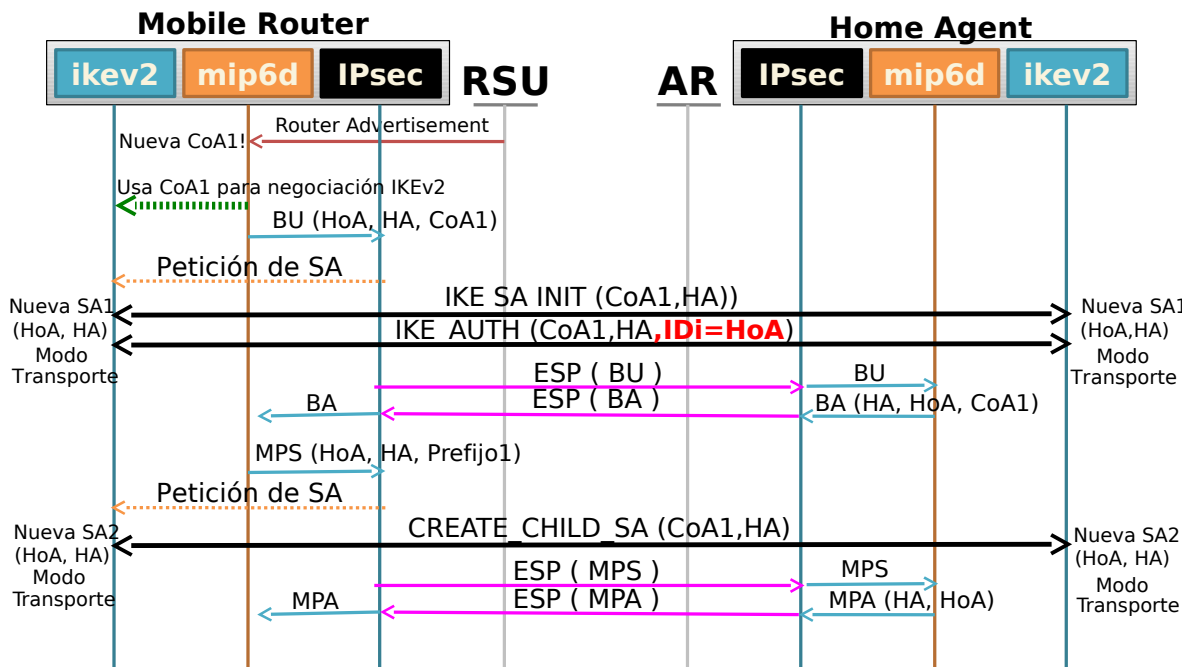 Mobile Router
Home Agent
ikev2
mip6d
IPsec
RSU
AR
IPsec
mip6d
ikev2
Router Advertisement
Nueva CoA1!
Usa CoA1 para negociación IKEv2
BU (HoA, HA, CoA1)
Petición de SA
IKE_SA_INIT (CoA1,HA))
Nueva SA1
(HoA, HA)
Modo
Transporte
Nueva SA1
(HoA,HA)
Modo
Transporte
IKE_AUTH (CoA1,HA,IDi=HoA)
ESP ( BU )
BU
ESP ( BA )
BA
BA (HA, HoA, CoA1)
MPS (HoA, HA, Prefijo1)
Petición de SA
CREATE_CHILD_SA (CoA1,HA)
Nueva SA2
(HoA, HA)
Modo
Transporte
Nueva SA2
(HoA, HA)
Modo
Transporte
ESP ( MPS )
MPS
ESP ( MPA )
MPA
MPA (HA, HoA)